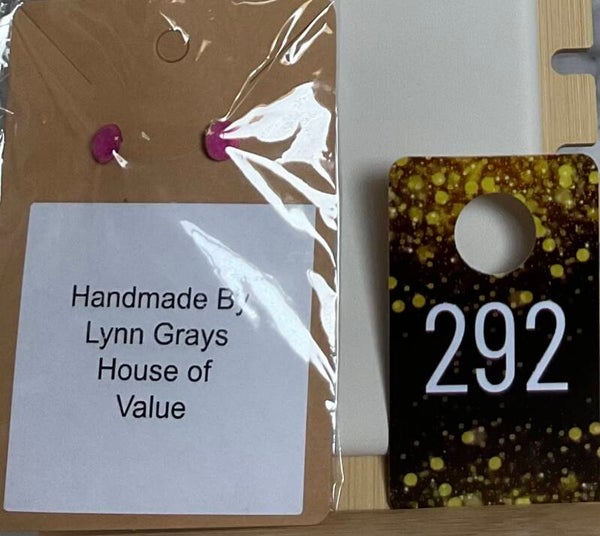 Handmade By
Lynn Grays
House of
Value
292